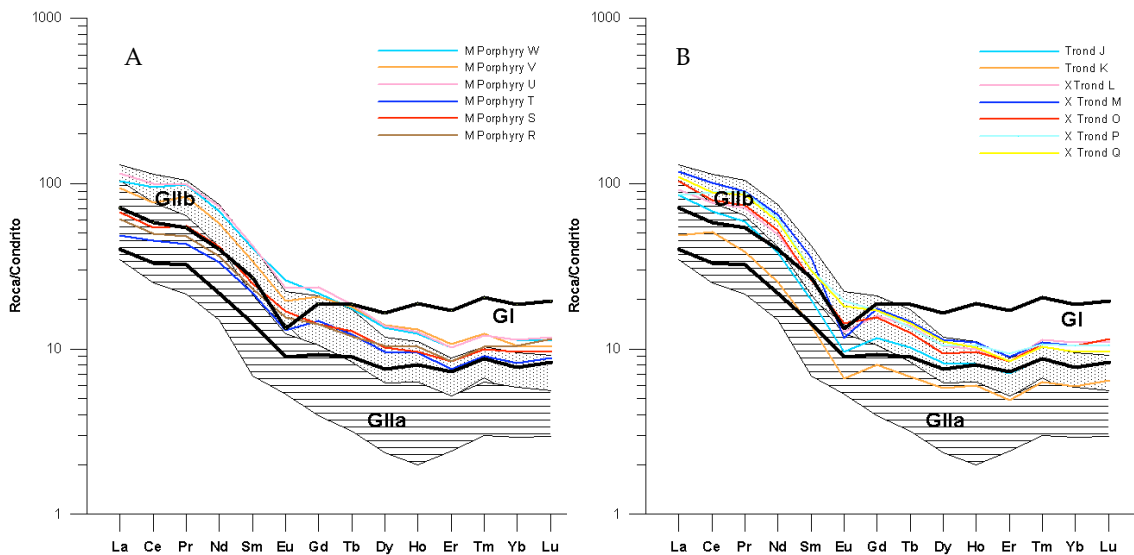 1000
100
10
1
Roca/Condrito
A
M Porphyry W
M Porphyry V
M Porphyry U
M Porphyry T
M Porphyry S
M Porphyry R
GIIb
GI
GIIa
La Ce Pr Nd Sm Eu Gd Tb Dy Ho Er Tm Yb Lu
1000
100
10
1
Roca/Condrito
B
Trond J
Trond K
XTrond L
X Trond M
X Trond O
X Trond P
X Trond Q
GIIb
GI
GIIa
La Ce Pr Nd Sm Eu Gd Tb Dy Ho Er Tm Yb Lu